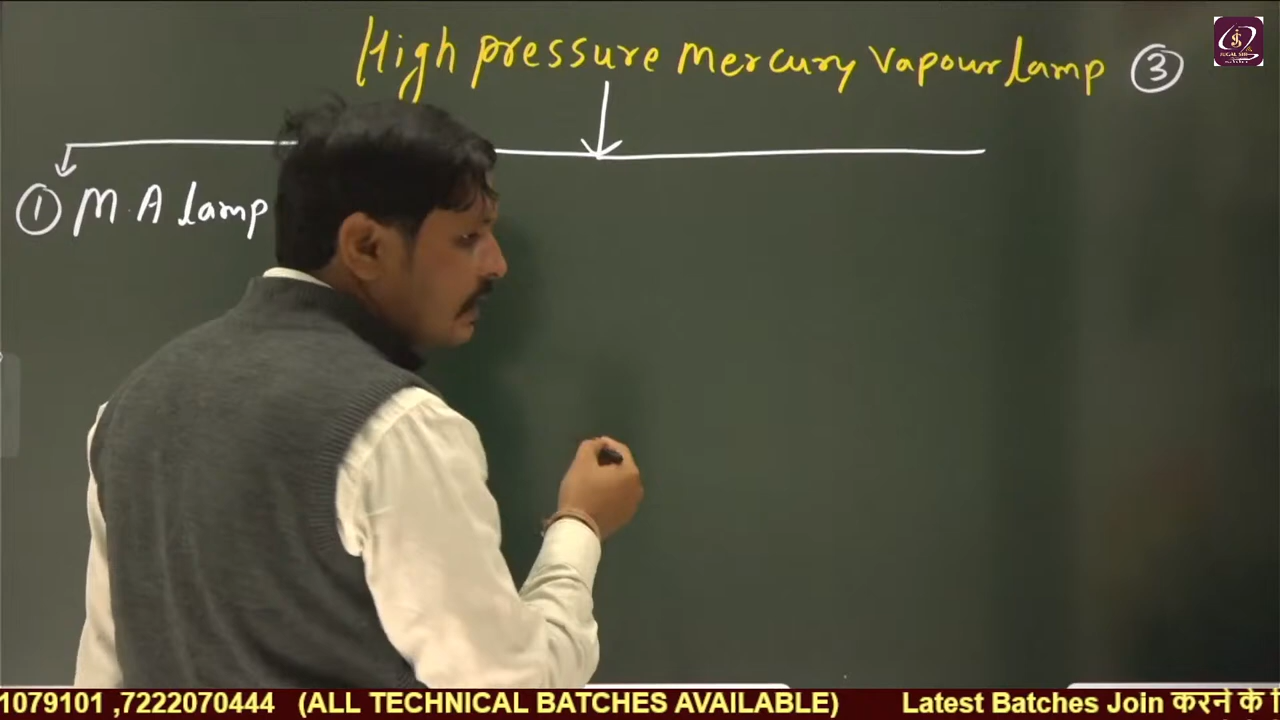 High pressure Mercury Vapour lamp ③
① M.A lamp
1079101 ,7222070444 (ALL TECHNICAL BATCHES AVAILABLE) Latest Batches Join करने के